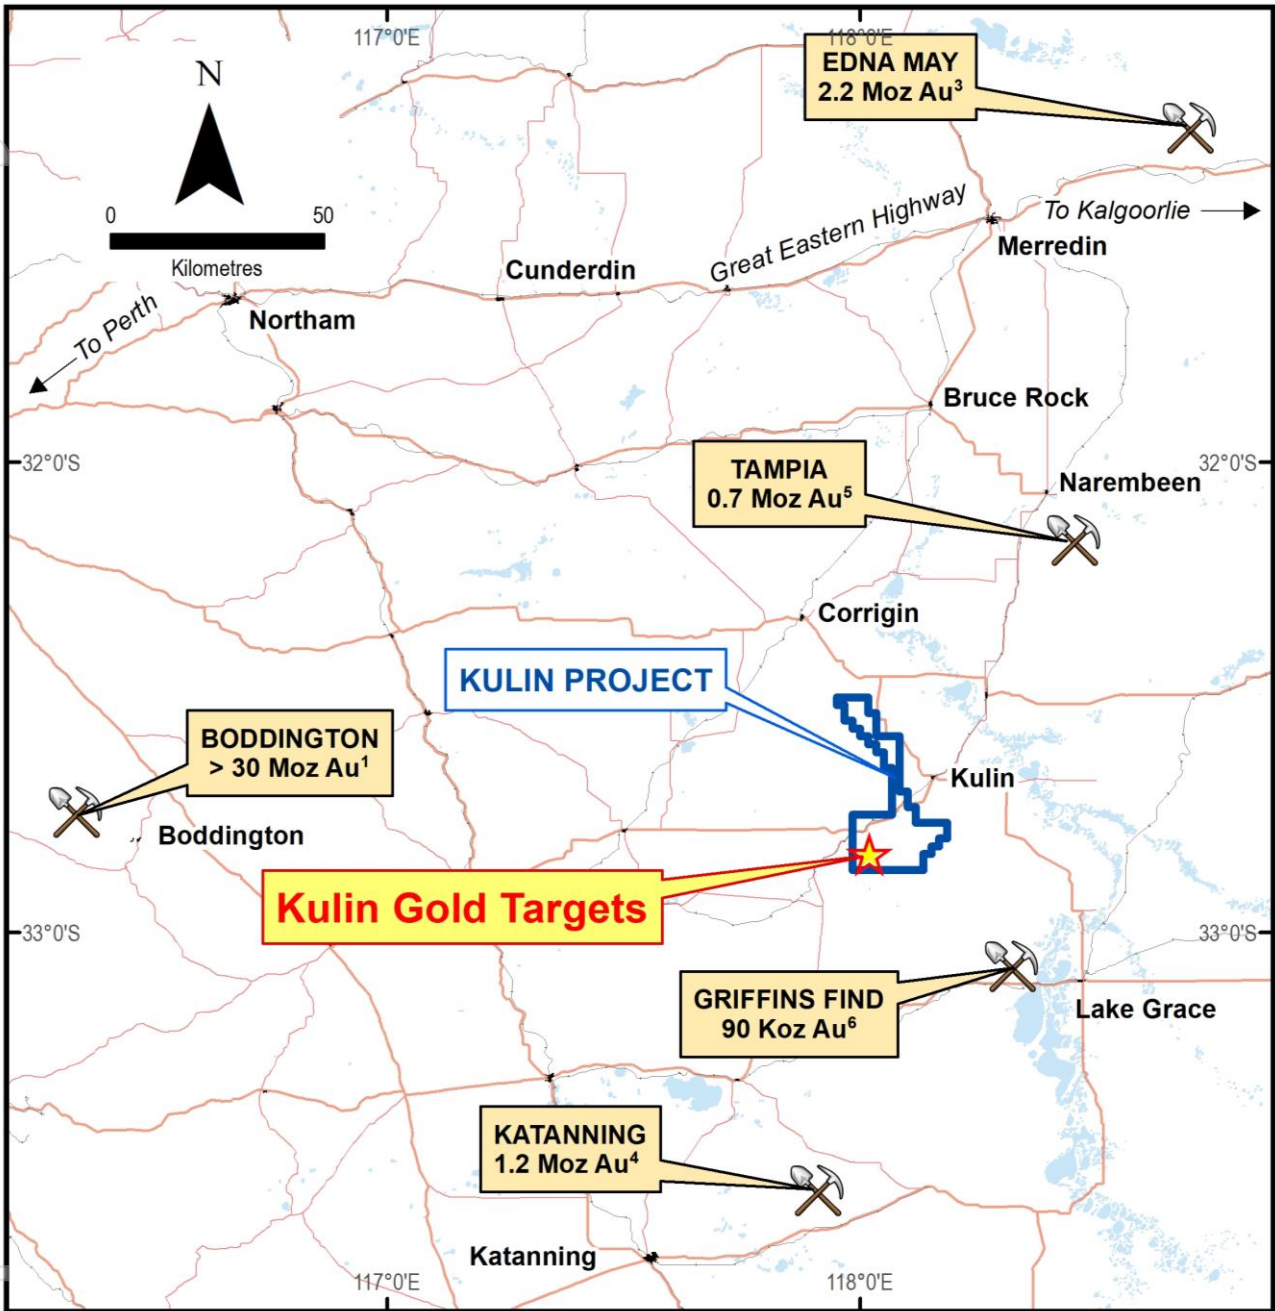 117°0'E
118°0'E
EDNA MAY
2.2 Moz Au³
N
0 50
Kilometres
To Kalgoorlie
Great Eastern Highway
Merredin
Cunderdin
Northam
To Perth
Bruce Rock
32°0'S
32°0'S
TAMPIA
0.7 Moz Au⁵
Narembeen
Corrigin
KULIN PROJECT
BODDINGTON
> 30 Moz Au¹
Kulin
Boddington
Kulin Gold Targets
33°0'S
33°0'S
GRIFFINS FIND
90 Koz Au⁶
Lake Grace
KATANNING
1.2 Moz Au⁴
Katanning
117°0'E
118°0'E